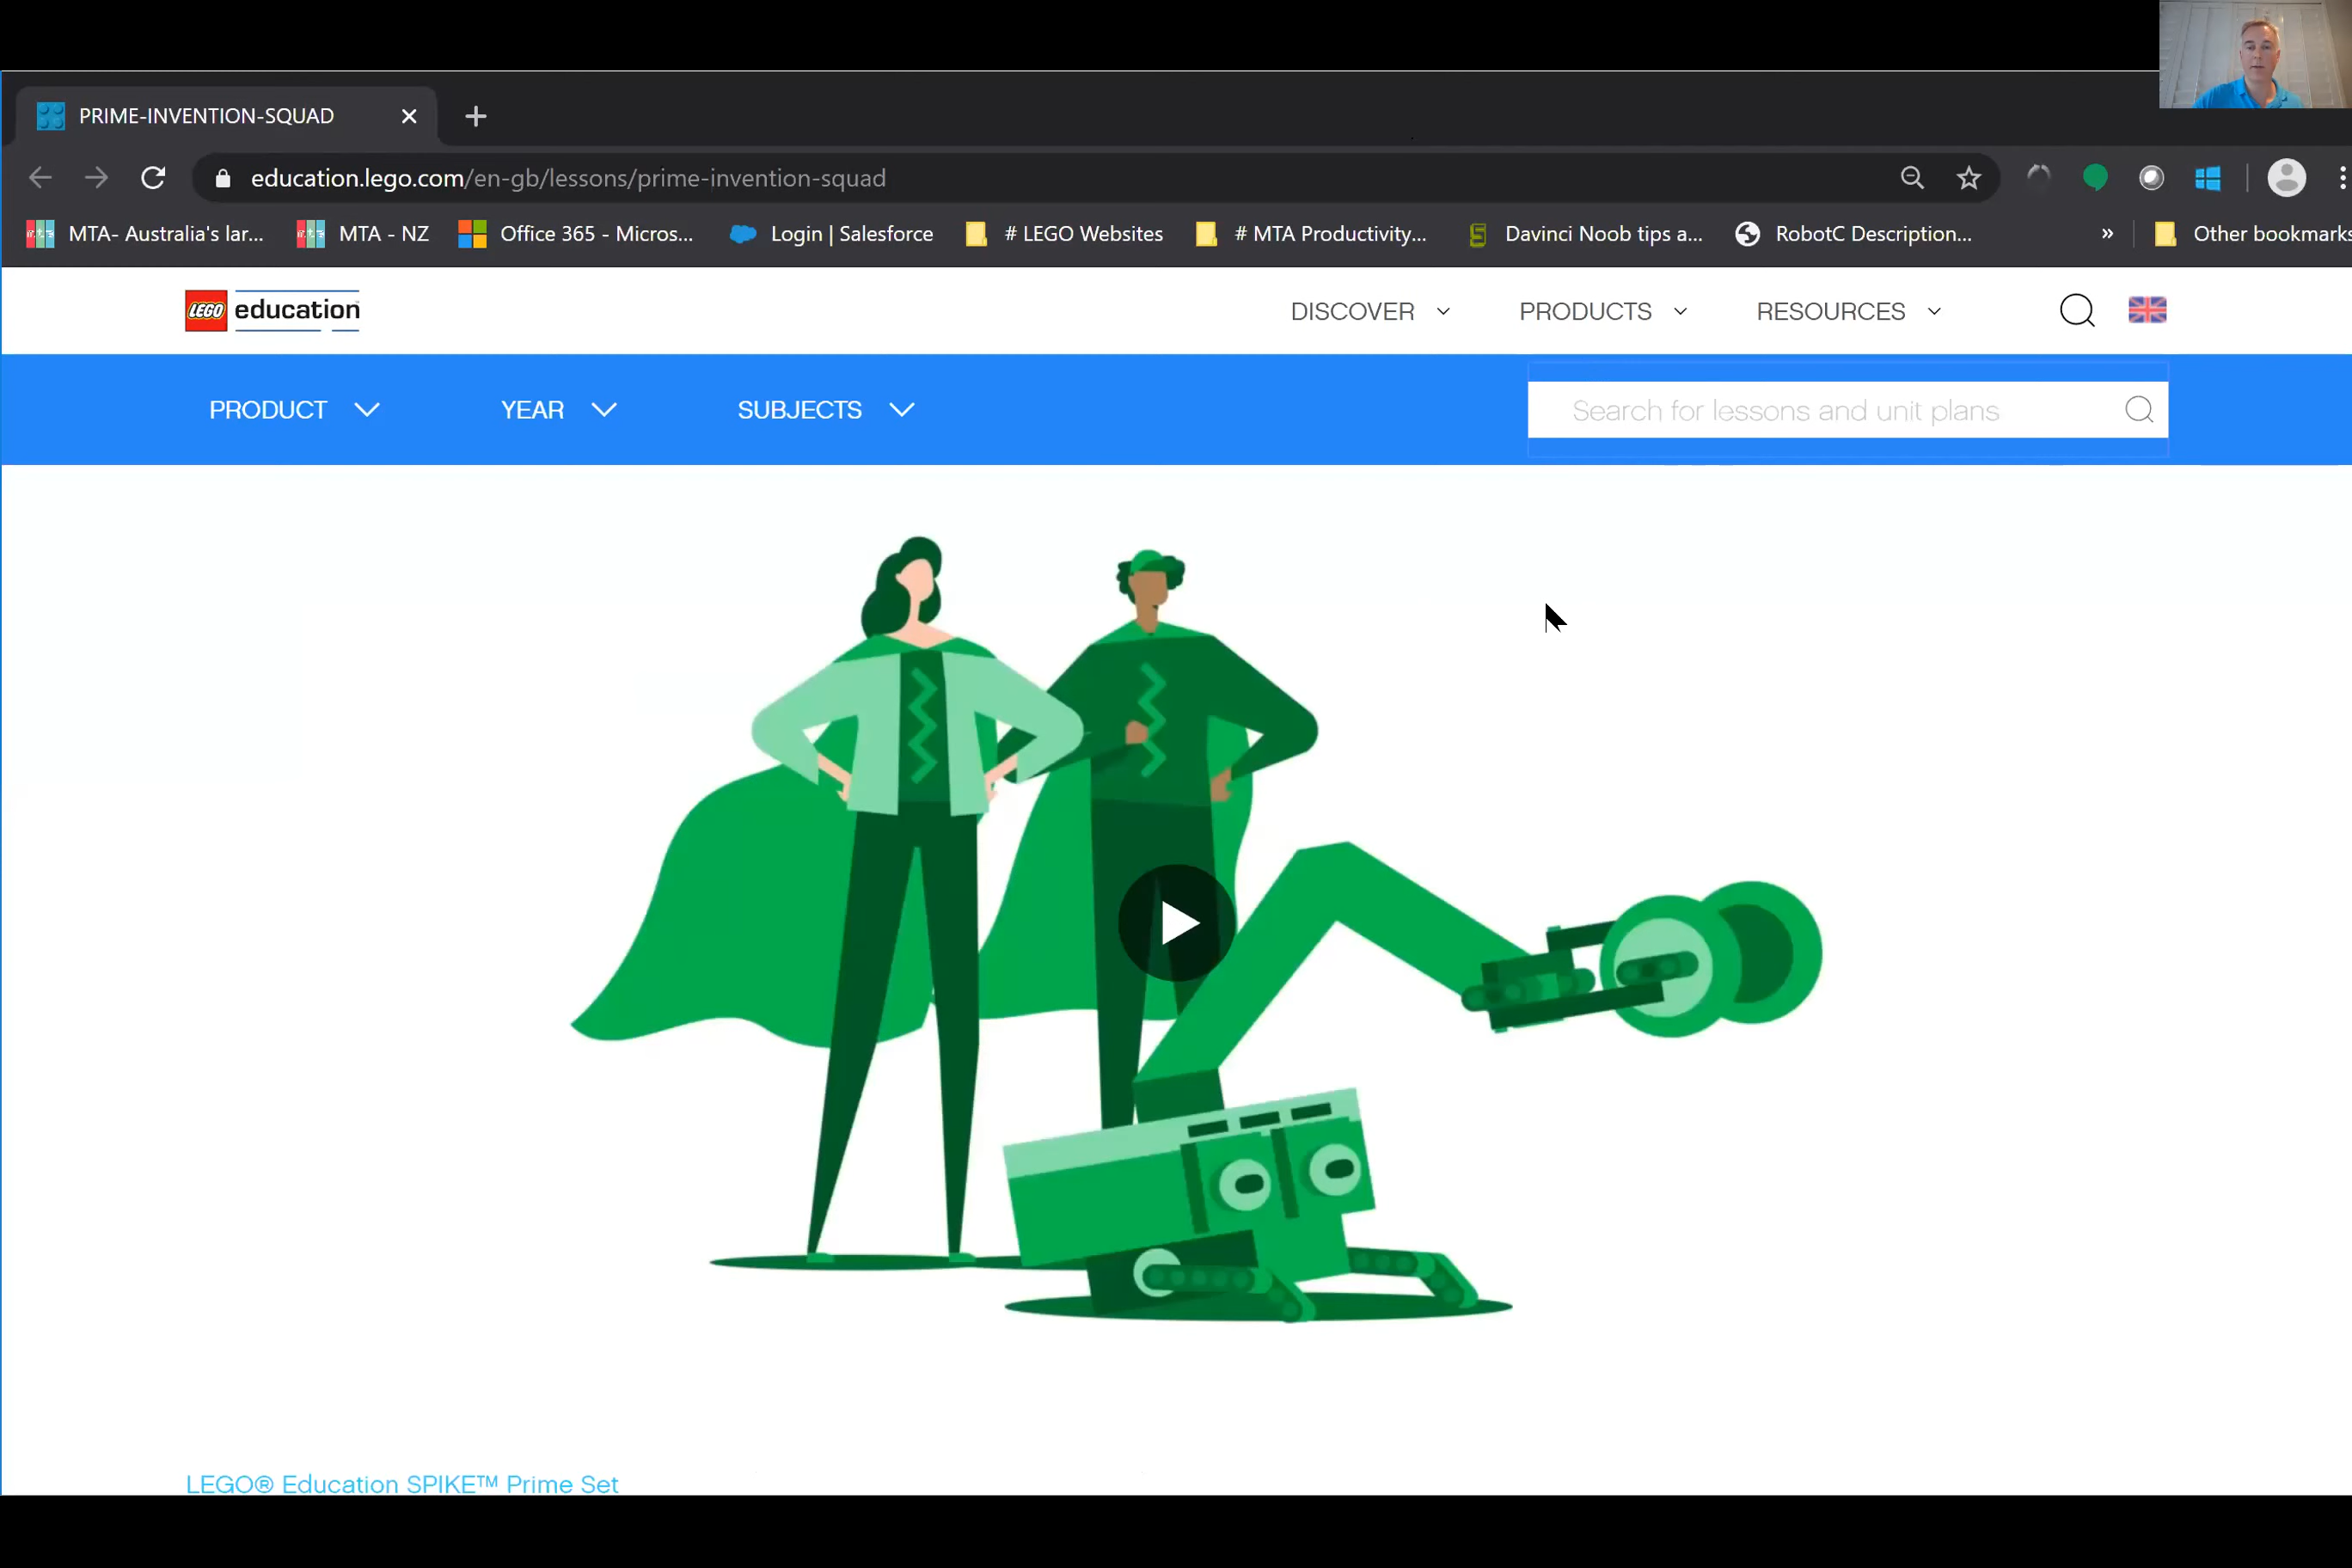 PRIME-INVENTION-SQUAD
education.lego.com/en-gb/lessons/prime-invention-squad
MTA- Australia's lar... MTA - NZ Office 365 - Micros... Login | Salesforce # LEGO Websites # MTA Productivity... Davinci Noob tips a... RobotC Description... » Other bookmarks
LEGO education DISCOVER PRODUCTS RESOURCES
PRODUCT YEAR SUBJECTS Search for lessons and unit plans
LEGO® Education SPIKE™ Prime Set